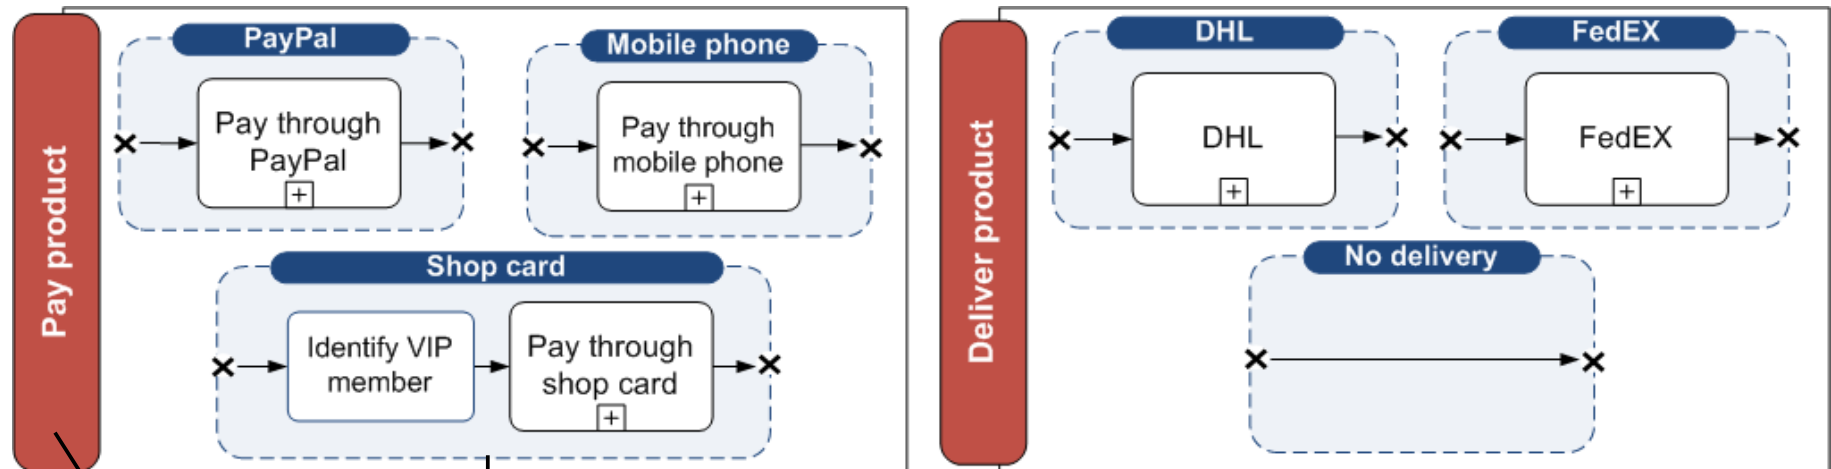 Pay product
PayPal
Pay through
PayPal
+
Mobile phone
Pay through
mobile phone
+
Shop card
Identify VIP
member
Pay through
shop card
+
Deliver product
DHL
DHL
+
FedEX
FedEX
+
No delivery